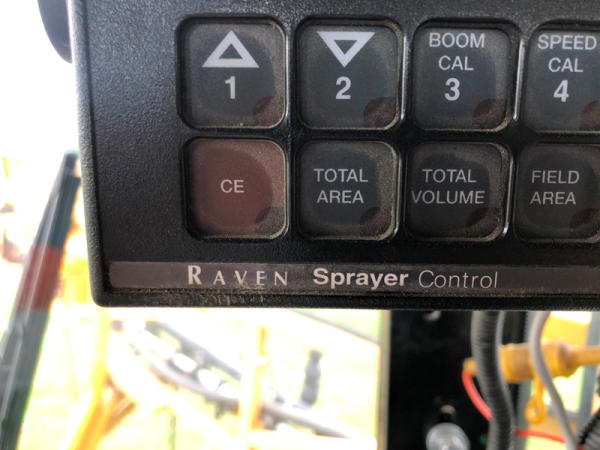 1
2
BOOM
CAL
3
SPEED
CAL
4
CE
TOTAL
AREA
TOTAL
VOLUME
FIELD
AREA
RAVEN Sprayer Control